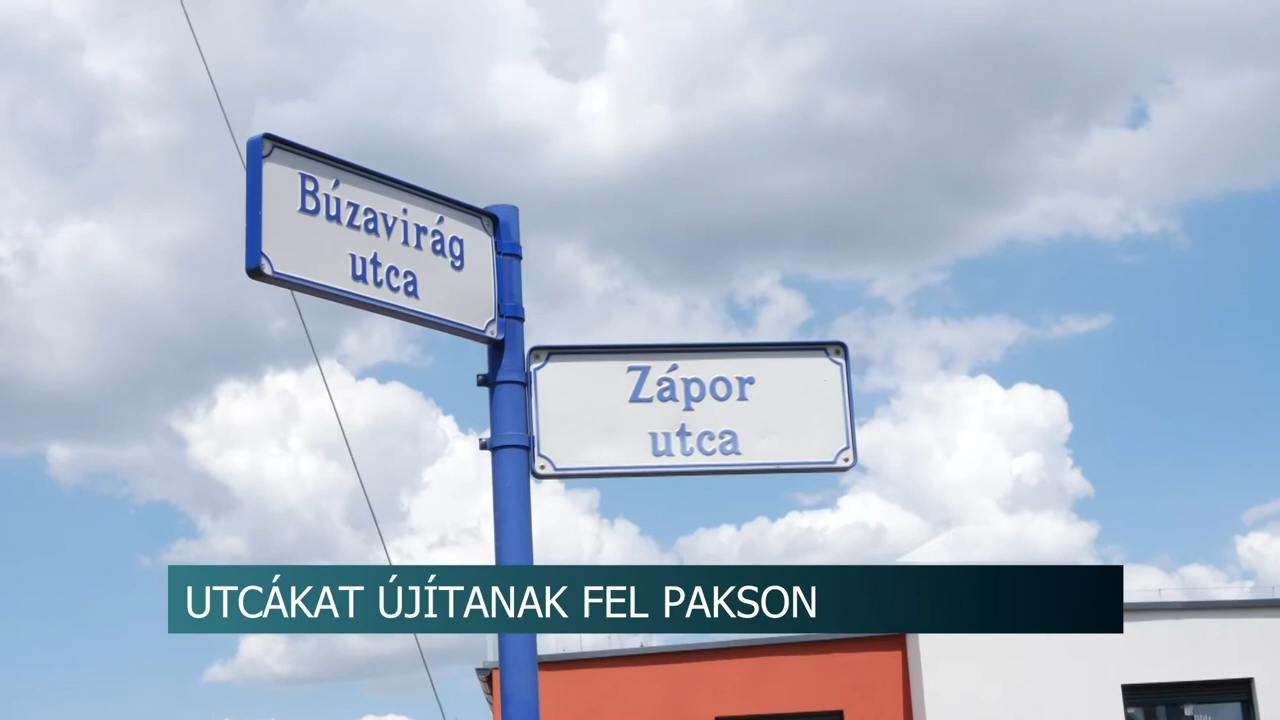 Búzavirág
utca
Zápor
utca
UTCÁKAT ÚJÍTANAK FEL PAKSON